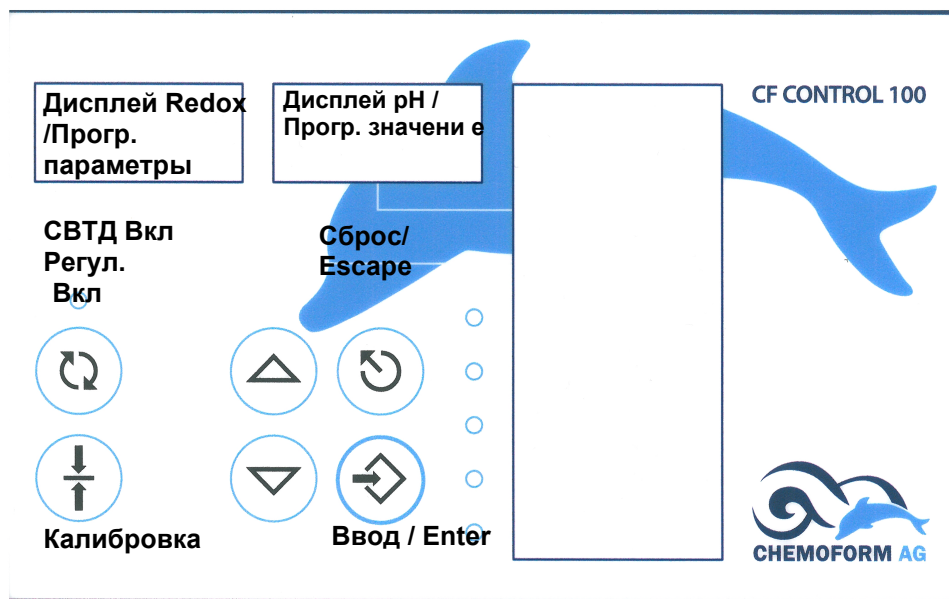 CF CONTROL 100
Дисплей Redox
/Прогр.
параметры
Дисплей pH /
Прогр. значени е
СВТД Вкл
Регул.
Вкл
Сброс/
Escape
Калибровка
Ввод / Enter
CHEMOFORM AG